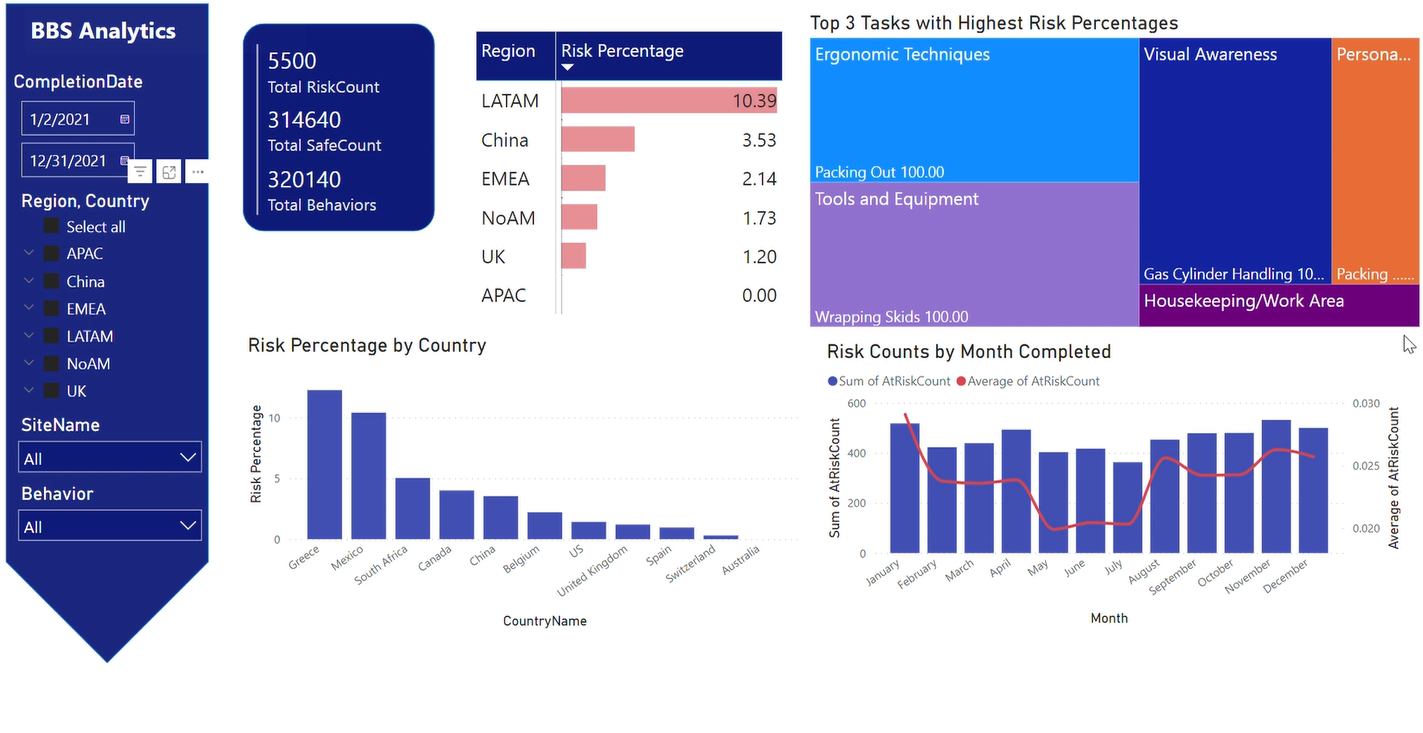 BBS Analytics
CompletionDate
1/2/2021
12/31/2021
Region, Country
Select all
APAC
China
EMEA
LATAM
NoAM
UK
SiteName
All
Behavior
All
5500
Total RiskCount
314640
Total SafeCount
320140
Total Behaviors
Region Risk Percentage
LATAM 10.39
China 3.53
EMEA 2.14
NoAM 1.73
UK 1.20
APAC 0.00
Top 3 Tasks with Highest Risk Percentages
Ergonomic Techniques
Packing Out 100.00
Tools and Equipment
Wrapping Skids 100.00
Visual Awareness
Gas Cylinder Handling 10...
Persona...
Packing ......
Housekeeping/Work Area
Risk Percentage by Country
Risk Percentage
10
5
0
Greece
Mexico
South Africa
Canada
China
Belgium
US
United Kingdom
Spain
Switzerland
Australia
CountryName
Risk Counts by Month Completed
Sum of AtRiskCount Average of AtRiskCount
Sum of AtRiskCount
600
400
200
0
0.030
0.025
0.020
Average of AtRiskCount
January
February
March
April
May
June
July
August
September
October
November
December
Month